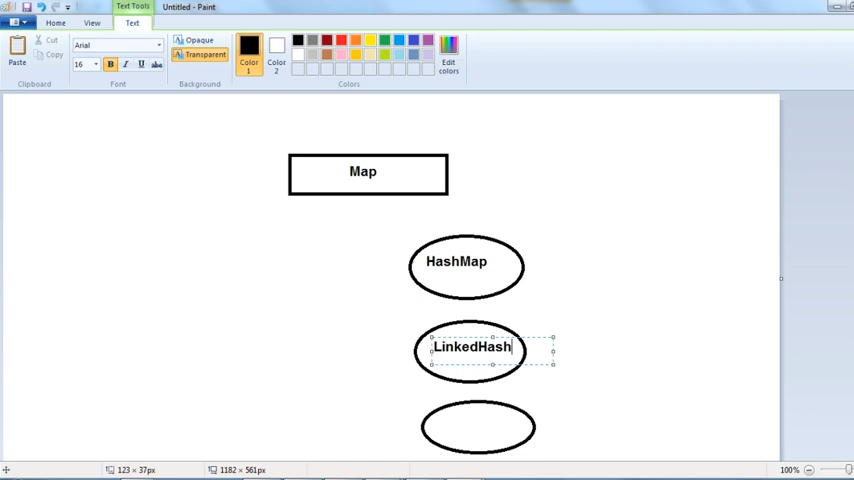 Text Tools
Untitled - Paint
Home
View
Text
Paste
Cut
Copy
Clipboard
Arial
16
B
I
U
abc
Font
Opaque
Transparent
Background
Color 1
Color 2
Edit colors
Colors
Map
HashMap
LinkedHash
123 × 37px
1182 × 561px
100%